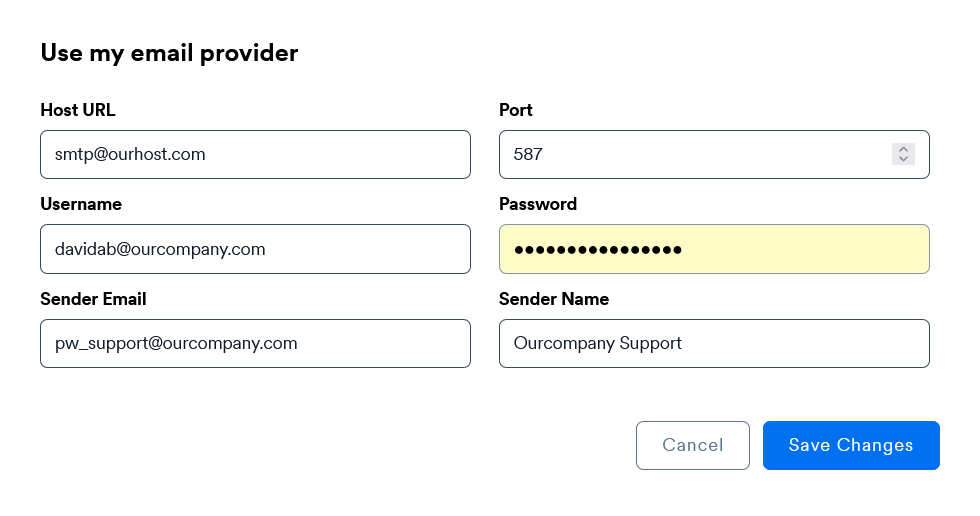 Use my email provider
Host URL
Port
smtp@ourhost.com
587
Username
Password
davidab@ourcompany.com
••••••••••••••••
Sender Email
Sender Name
pw_support@ourcompany.com
Ourcompany Support
Cancel
Save Changes